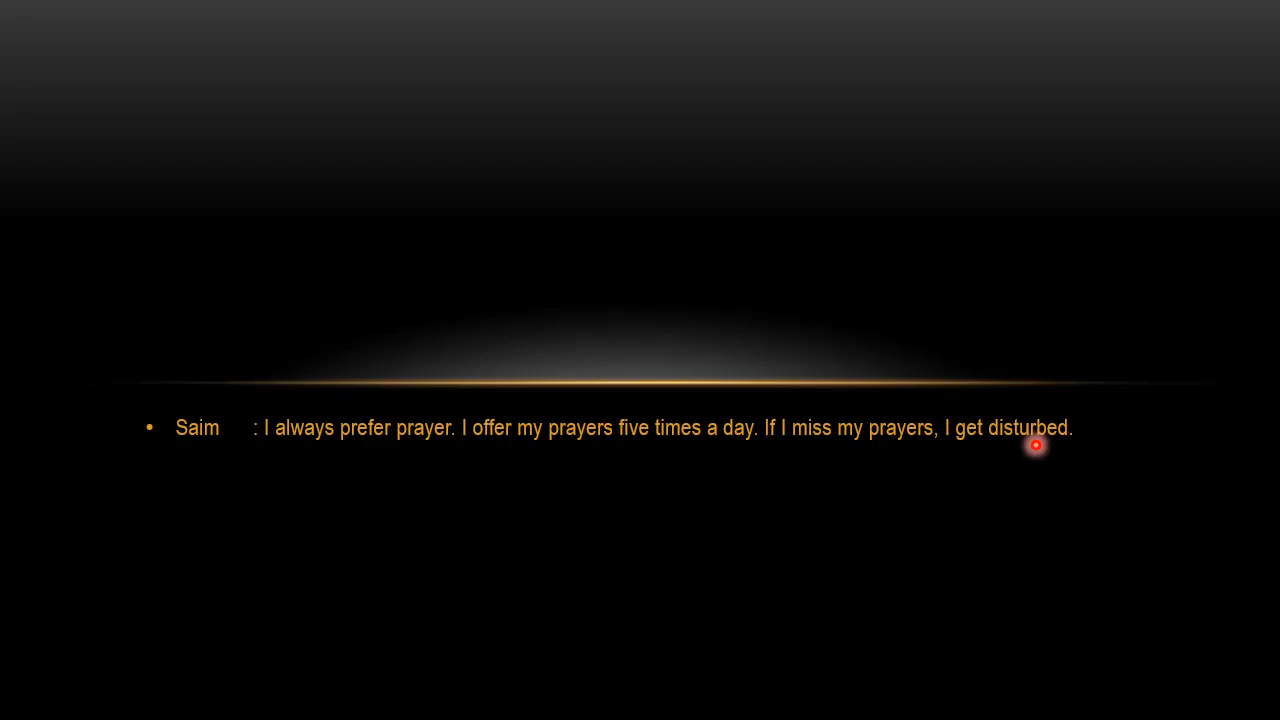 • Saim : I always prefer prayer. I offer my prayers five times a day. If I miss my prayers, I get disturbed.